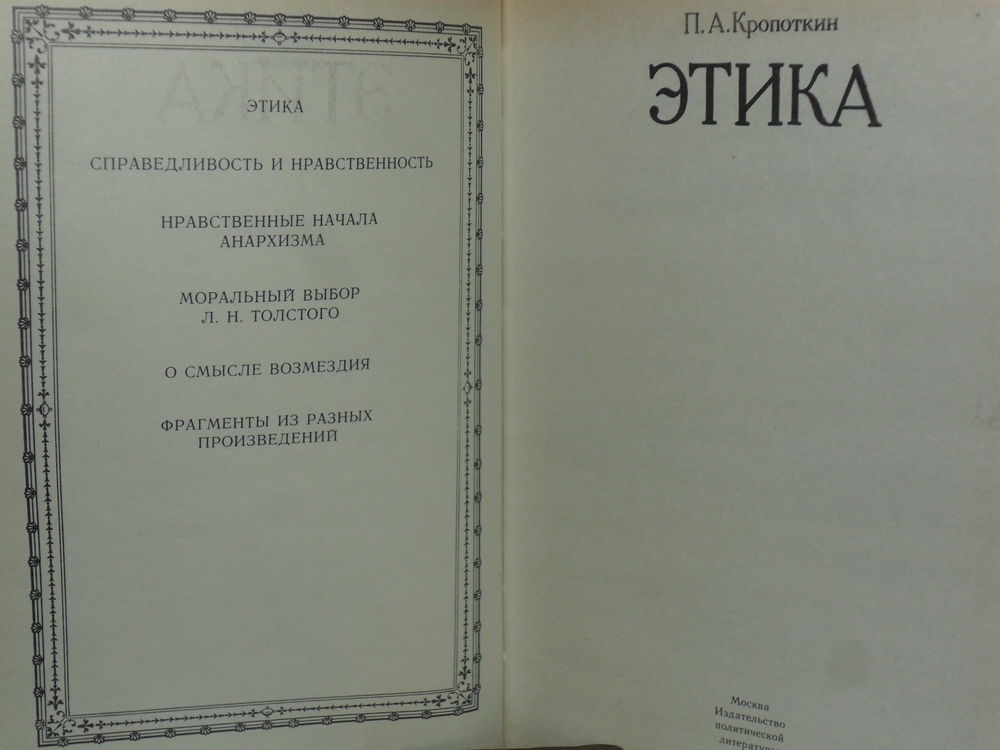 ЭТИКА
СПРАВЕДЛИВОСТЬ И НРАВСТВЕННОСТЬ
НРАВСТВЕННЫЕ НАЧАЛА
АНАРХИЗМА
МОРАЛЬНЫЙ ВЫБОР
Л. Н. ТОЛСТОГО
О СМЫСЛЕ ВОЗМЕЗДИЯ
ФРАГМЕНТЫ ИЗ РАЗНЫХ
ПРОИЗВЕДЕНИЙ
П. А. Кропоткин
ЭТИКА
Москва
Издательство
политической
литературы